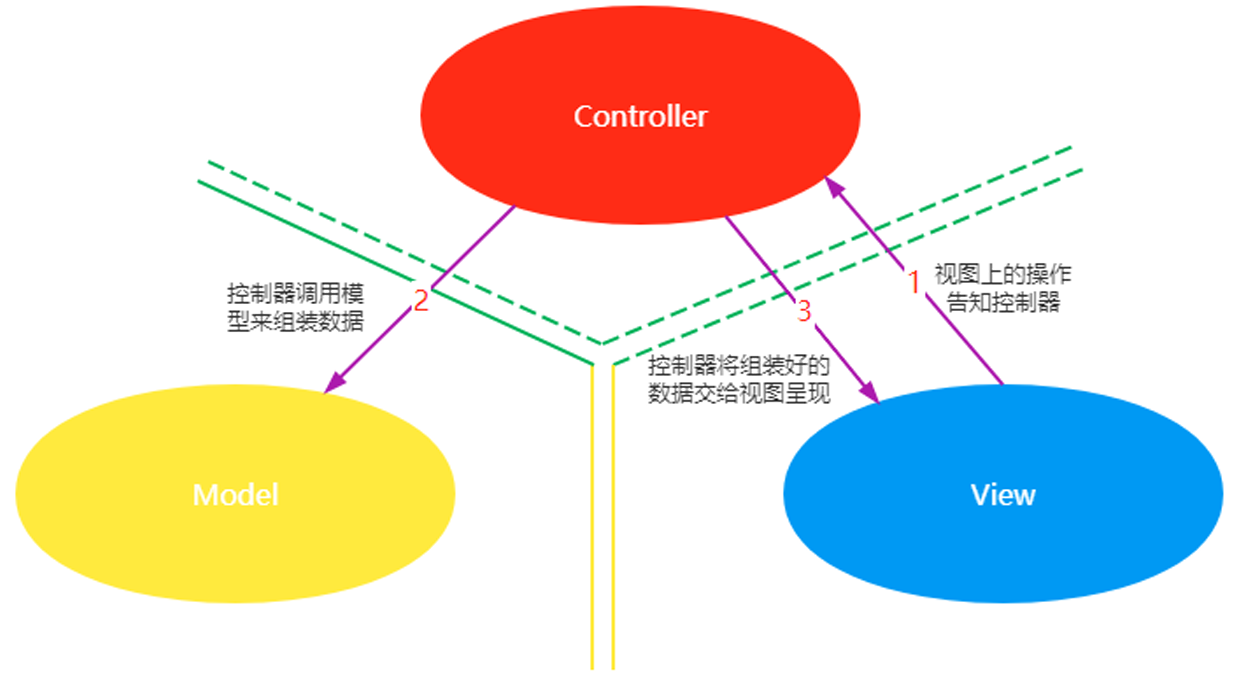 Controller
视图上的操作
告知控制器
1
控制器调用模
型来组装数据
2
3
控制器将组装好的
数据交给视图呈现
Model
View